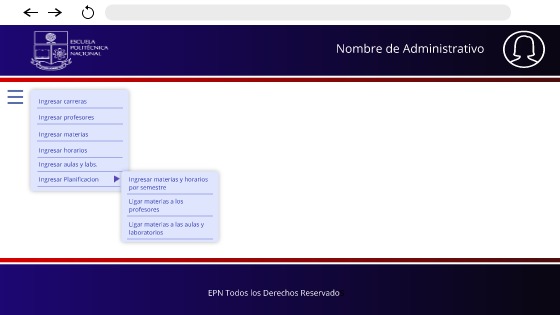 ESCUELA
POLITÉCNICA
NACIONAL
Nombre de Administrativo
Ingresar carreras
Ingresar profesores
Ingresar materias
Ingresar horarios
Ingresar aulas y labs.
Ingresar Planificacion
Ingresar materias y horarios
por semestre
Ligar materias a los
profesores
Ligar materias a las aulas y
laboratorios
EPN Todos los Derechos Reservado